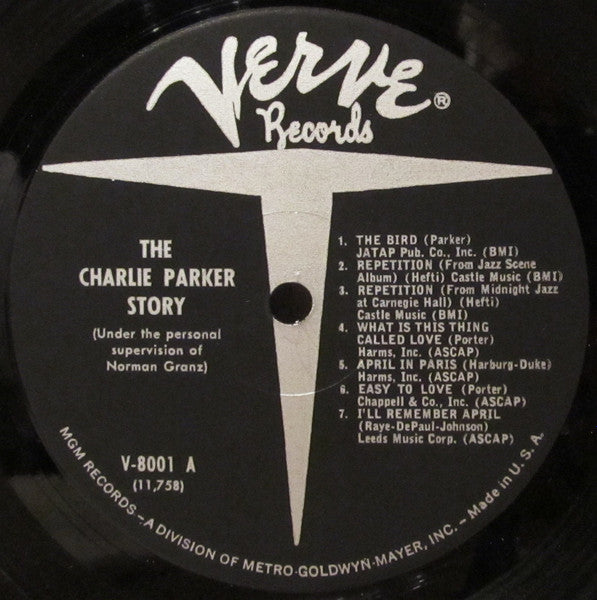 VERVE®
Records
THE
CHARLIE PARKER
STORY
(Under the personal
supervision of
Norman Granz)
V-8001 A
(11,758)
1. THE BIRD (Parker)
JATAP Pub. Co., Inc. (BMI)
2. REPETITION (From Jazz Scene
Album) (Hefti) Castle Music (BMI)
3. REPETITION (From Midnight Jazz
at Carnegie Hall) (Hefti)
Castle Music (BMI)
4. WHAT IS THIS THING
CALLED LOVE (Porter)
Harms, Inc. (ASCAP)
5. APRIL IN PARIS (Harburg-Duke)
Harms, Inc. (ASCAP)
6. EASY TO LOVE (Porter)
Chappell & Co., Inc. (ASCAP)
7. I'LL REMEMBER APRIL
(Raye-DePaul-Johnson)
Leeds Music Corp. (ASCAP)
MGM RECORDS – A DIVISION OF METRO-GOLDWYN-MAYER, INC. – Made in U. S. A.